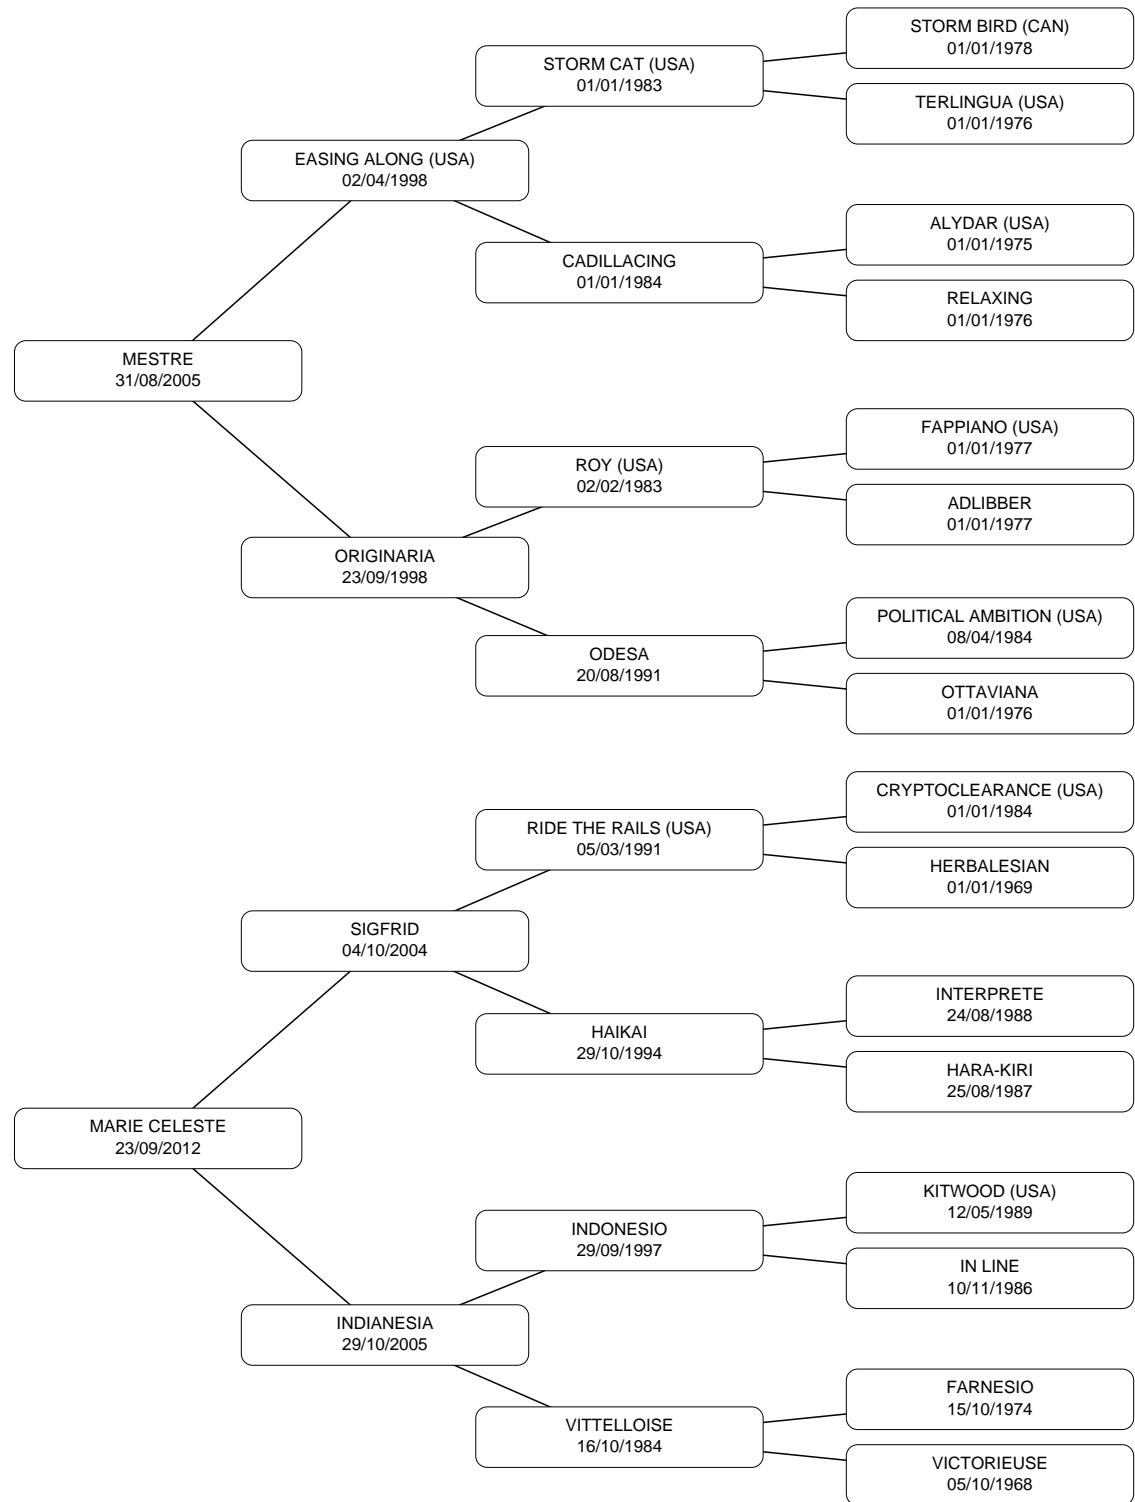 STORM BIRD (CAN)
01/01/1978
STORM CAT (USA)
01/01/1983
TERLINGUA (USA)
01/01/1976
EASING ALONG (USA)
02/04/1998
ALYDAR (USA)
01/01/1975
CADILLACING
01/01/1984
RELAXING
01/01/1976
MESTRE
31/08/2005
FAPPIANO (USA)
01/01/1977
ROY (USA)
02/02/1983
ADLIBBER
01/01/1977
ORIGINARIA
23/09/1998
POLITICAL AMBITION (USA)
08/04/1984
ODESA
20/08/1991
OTTAVIANA
01/01/1976
CRYPTOCLEARANCE (USA)
01/01/1984
RIDE THE RAILS (USA)
05/03/1991
HERBALESIAN
01/01/1969
SIGFRID
04/10/2004
INTERPRETE
24/08/1988
HAIKAI
29/10/1994
HARA-KIRI
25/08/1987
MARIE CELESTE
23/09/2012
KITWOOD (USA)
12/05/1989
INDONESIO
29/09/1997
IN LINE
10/11/1986
INDIANESIA
29/10/2005
FARNESIO
15/10/1974
VITTELLOISE
16/10/1984
VICTORIEUSE
05/10/1968